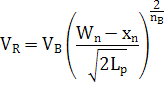 V_R = V_B ( (W_n − x_n) / √(2L_p) )^(2/n_B)